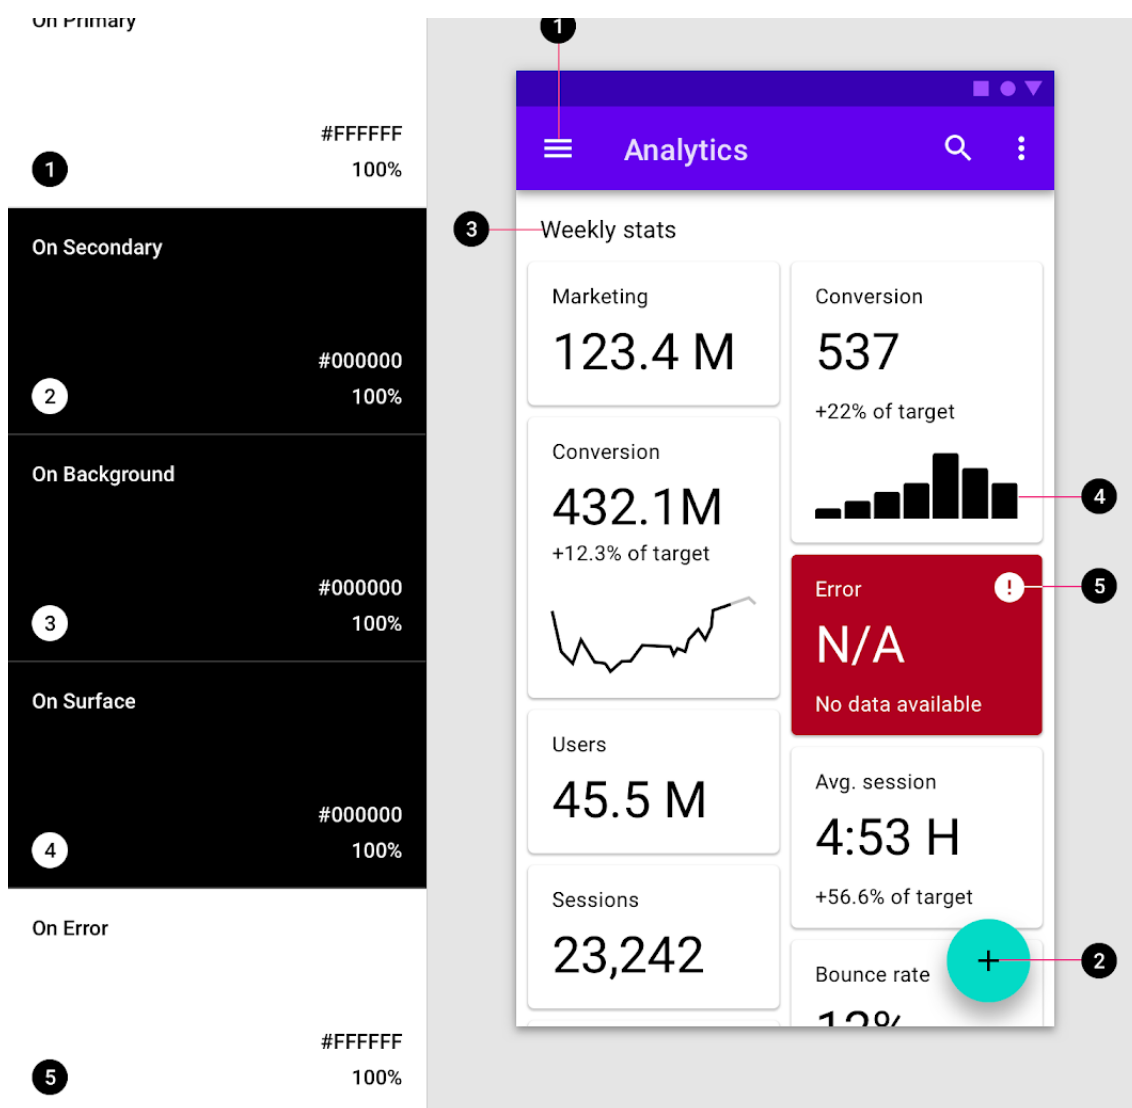 On Primary
#FFFFFF
1
100%
On Secondary
#000000
2
100%
On Background
#000000
3
100%
On Surface
#000000
4
100%
On Error
#FFFFFF
5
100%
1
Analytics
3
Weekly stats
Marketing
123.4 M
Conversion
432.1M
+12.3% of target
Users
45.5 M
Sessions
23,242
Conversion
537
+22% of target
4
Error
!
5
N/A
No data available
Avg. session
4:53 H
+56.6% of target
+
2
Bounce rate
12%